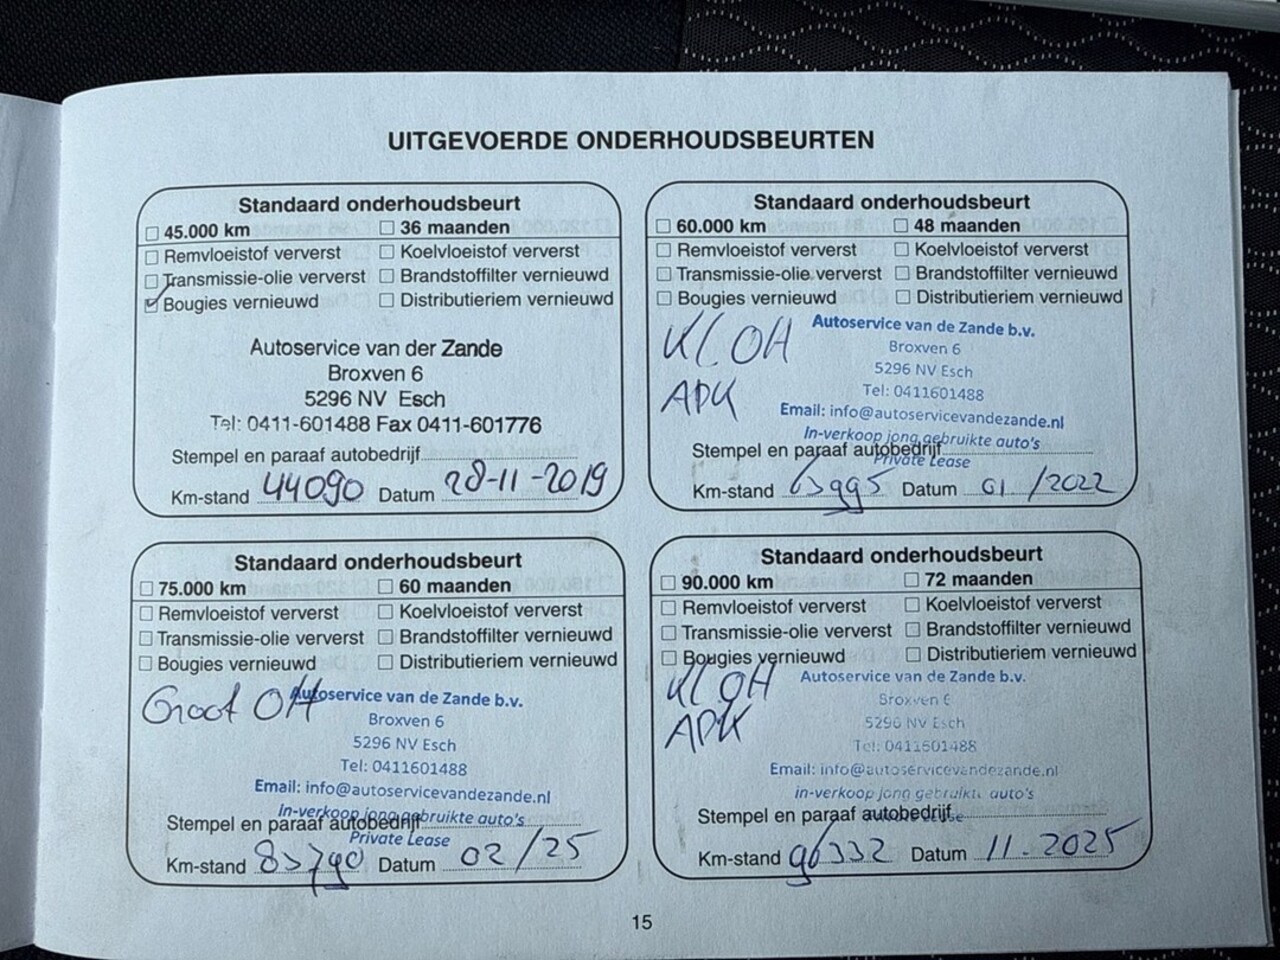 UITGEVOERDE ONDERHOUDSBEURTEN
Standaard onderhoudsbeurt
45.000 km 36 maanden
Remvloeistof ververst Koelvloeistof ververst
Transmissie-olie ververst Brandstoffilter vernieuwd
Bougies vernieuwd Distributieriem vernieuwd
Autoservice van der Zande
Broxven 6
5296 NV Esch
Tel: 0411-601488 Fax 0411-601776
Stempel en paraaf autobedrijf
Km-stand 44090 Datum 28-11-2019
Standaard onderhoudsbeurt
60.000 km 48 maanden
Remvloeistof ververst Koelvloeistof ververst
Transmissie-olie ververst Brandstoffilter vernieuwd
Bougies vernieuwd Distributieriem vernieuwd
Kl OH
APK
Autoservice van de Zande b.v.
Broxven 6
5296 NV Esch
Tel: 0411601488
Email: info@autoservicevandezande.nl
In-verkoop jong gebruikte auto's
Private Lease
Stempel en paraaf autobedrijf
Km-stand 63995 Datum 01/2022
Standaard onderhoudsbeurt
75.000 km 60 maanden
Remvloeistof ververst Koelvloeistof ververst
Transmissie-olie ververst Brandstoffilter vernieuwd
Bougies vernieuwd Distributieriem vernieuwd
Groot OH
Autoservice van de Zande b.v.
Broxven 6
5296 NV Esch
Tel: 0411601488
Email: info@autoservicevandezande.nl
In-verkoop jong gebruikte auto's
Private Lease
Stempel en paraaf autobedrijf
Km-stand 83790 Datum 02/25
Standaard onderhoudsbeurt
90.000 km 72 maanden
Remvloeistof ververst Koelvloeistof ververst
Transmissie-olie ververst Brandstoffilter vernieuwd
Bougies vernieuwd Distributieriem vernieuwd
Kl OH
APK
Autoservice van de Zande b.v.
Broxven 6
5296 NV Esch
Tel: 0411601488
Email: info@autoservicevandezande.nl
in-verkoop jong gebruikte auto's
Stempel en paraaf autobedrijf
Km-stand 96332 Datum 11-2025
15